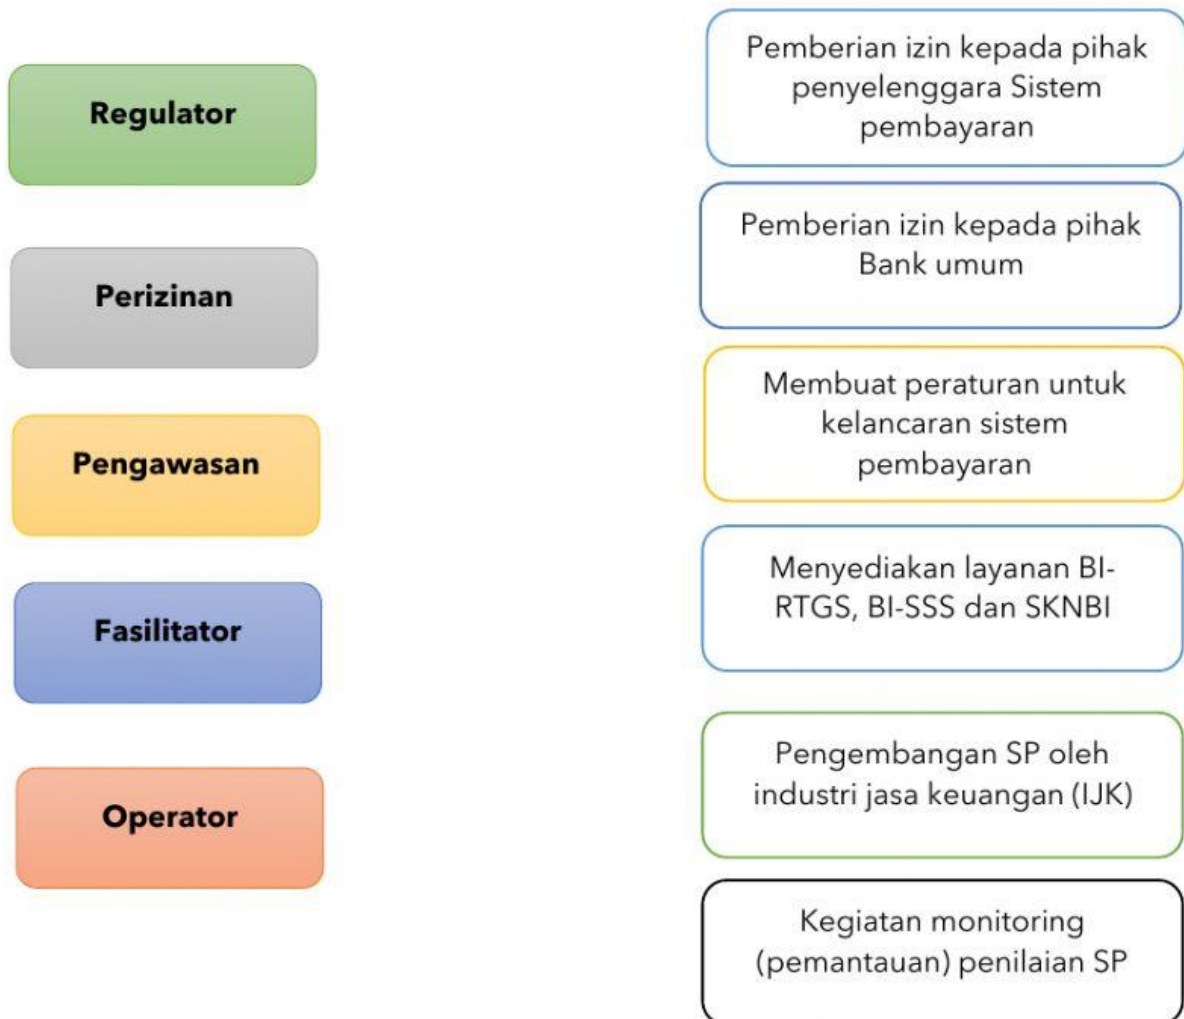 Regulator
Perizinan
Pengawasan
Fasilitator
Operator
Pemberian izin kepada pihak
penyelenggara Sistem
pembayaran
Pemberian izin kepada pihak
Bank umum
Membuat peraturan untuk
kelancaran sistem
pembayaran
Menyediakan layanan BI-
RTGS, BI-SSS dan SKNBI
Pengembangan SP oleh
industri jasa keuangan (IJK)
Kegiatan monitoring
(pemantauan) penilaian SP